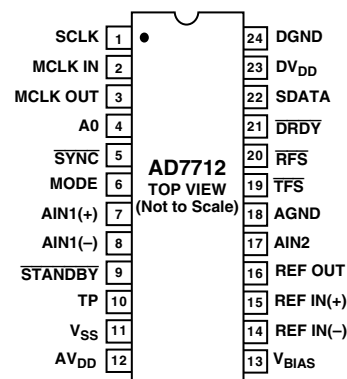 SCLK 1
MCLK IN 2
MCLK OUT 3
A0 4
SYNC 5
MODE 6
AIN1(+) 7
AIN1(–) 8
STANDBY 9
TP 10
VSS 11
AVDD 12
AD7712
TOP VIEW
(Not to Scale)
24 DGND
23 DVDD
22 SDATA
21 DRDY
20 RFS
19 TFS
18 AGND
17 AIN2
16 REF OUT
15 REF IN(+)
14 REF IN(–)
13 VBIAS